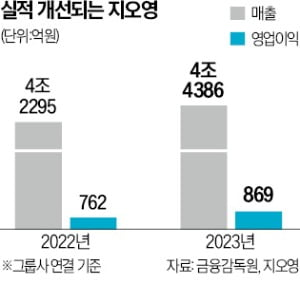 실적 개선되는 지오영
(단위:억원)
매출
영업이익
4조
2295
762
4조
4386
869
2022년
2023년
※그룹사 연결 기준
자료: 금융감독원, 지오영